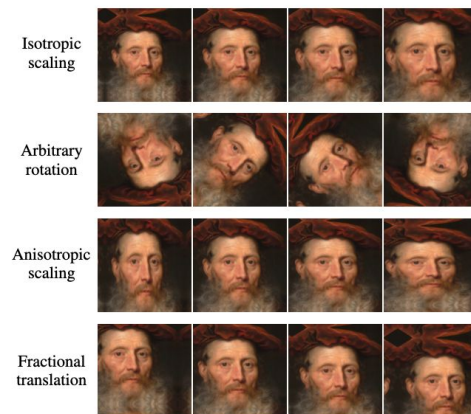 Isotropic
scaling
Arbitrary
rotation
Anisotropic
scaling
Fractional
translation